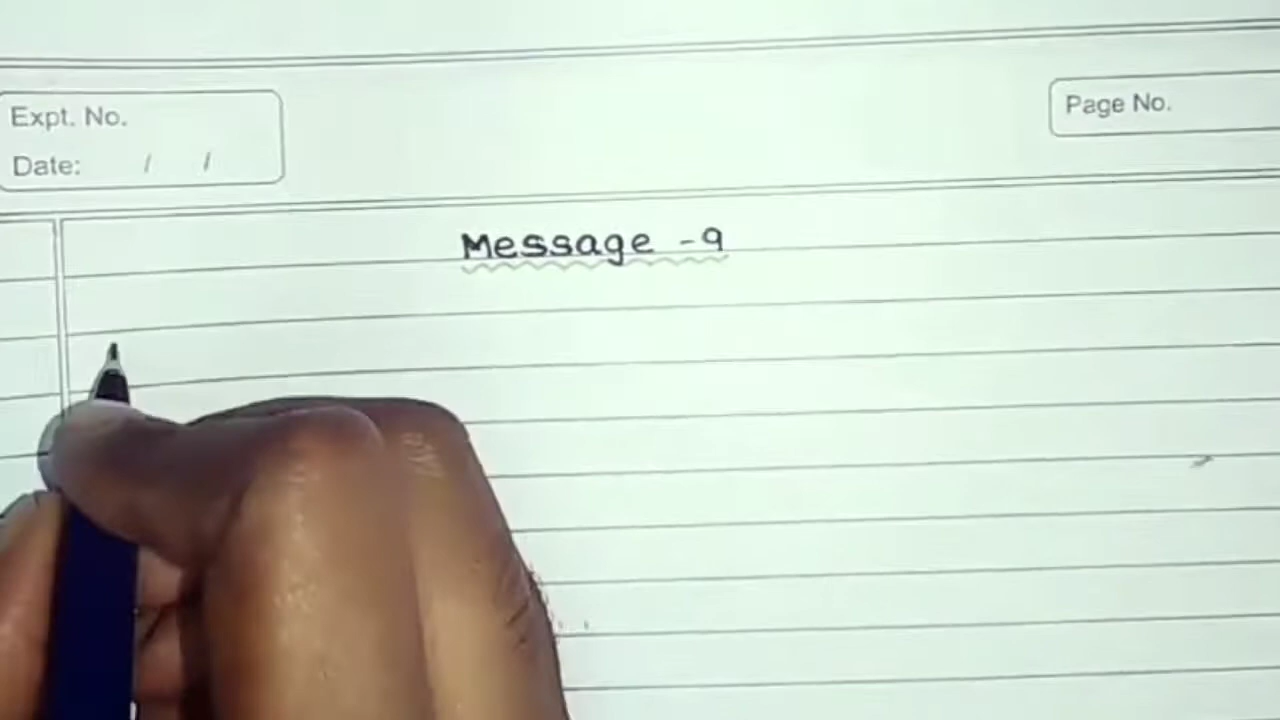 Expt. No.
Page No.
Date: / /
Message - 9